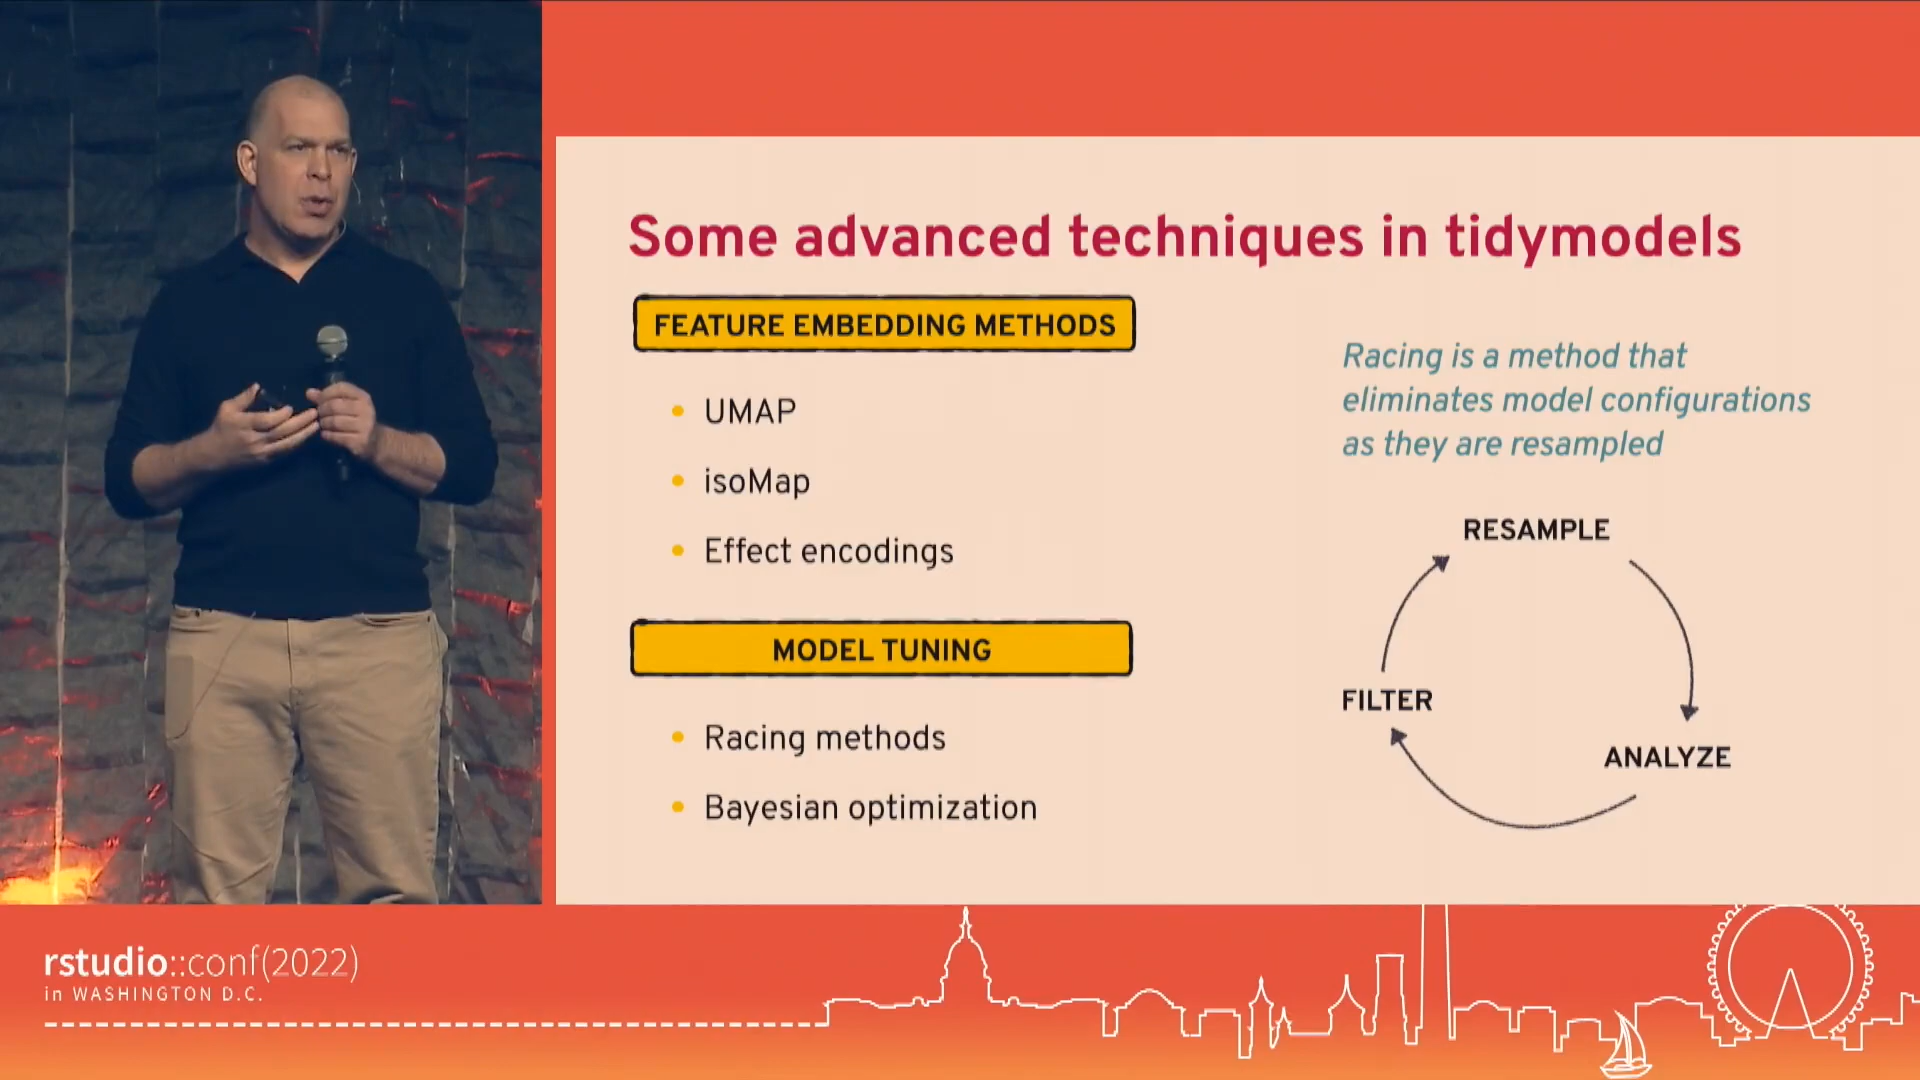 Some advanced techniques in tidymodels
FEATURE EMBEDDING METHODS
UMAP
isoMap
Effect encodings
MODEL TUNING
Racing methods
Bayesian optimization
Racing is a method that
eliminates model configurations
as they are resampled
RESAMPLE
FILTER
ANALYZE
rstudio::conf(2022)
in WASHINGTON D.C.